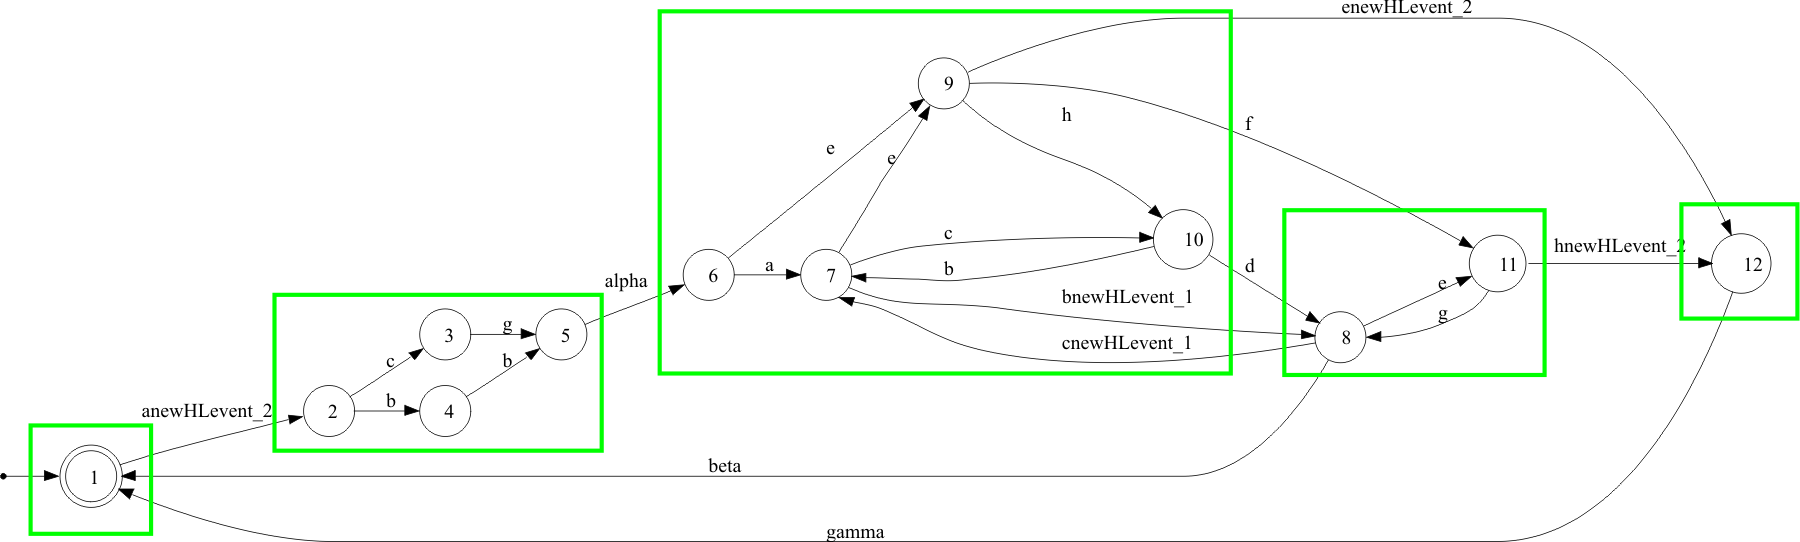 enewHLevent_2
9
h
f
e
e
c
10
b
6
a
7
d
alpha
bnewHLevent_1
cnewHLevent_1
11
hnewHLevent_2
12
e
g
8
3
g
5
c
b
anewHLevent_2
2
b
4
1
beta
gamma